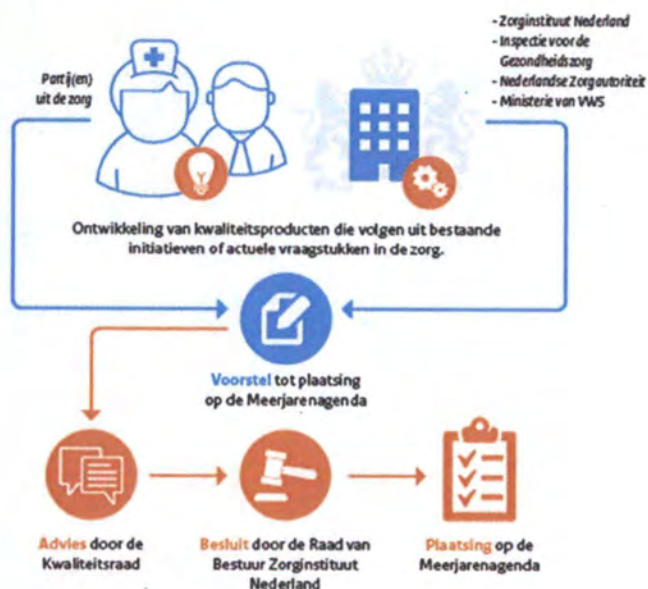 Partij(en)
uit de zorg
- Zorginstituut Nederland
- Inspectie voor de
Gezondheidszorg
- Nederlandse Zorgautoriteit
- Ministerie van VWS
Ontwikkeling van kwaliteitsproducten die volgen uit bestaande
initiatieven of actuele vraagstukken in de zorg.
Voorstel tot plaatsing
op de Meerjarenagenda
Advies door de
Kwaliteitsraad
Besluit door de Raad van
Bestuur Zorginstituut
Nederland
Plaatsing op de
Meerjarenagenda